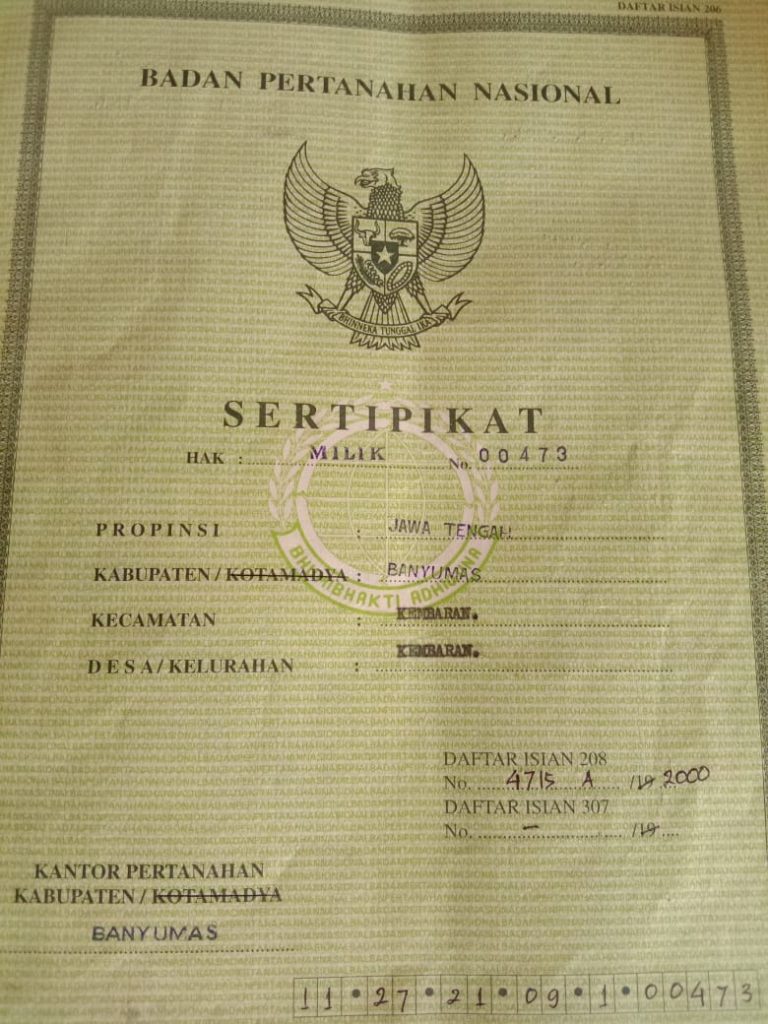 DAFTAR ISIAN 206
BADAN PERTANAHAN NASIONAL
BHINNEKA TUNGGAL IKA
SERTIPIKAT
HAK : MILIK No. 00473
PROPINSI : JAWA TENGAH
KABUPATEN / KOTAMADYA : BANYUMAS
BHUMIBHAKTI ADHIGUNA
KECAMATAN : KEMBARAN.
DESA / KELURAHAN : KEMBARAN.
DAFTAR ISIAN 208
No. 4715 A /19 2000
DAFTAR ISIAN 307
No. – /19
KANTOR PERTANAHAN
KABUPATEN / KOTAMADYA
BANYUMAS
11 • 27 • 21 • 09 • 1 • 00473